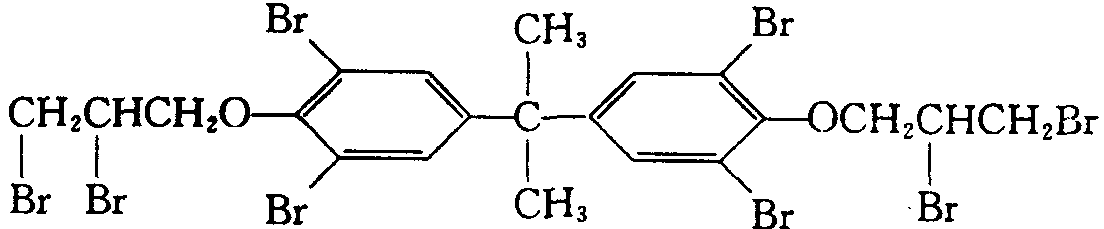 Br CH₃ Br
CH₂CHCH₂O C OCH₂CHCH₂Br
Br Br Br CH₃ Br Br